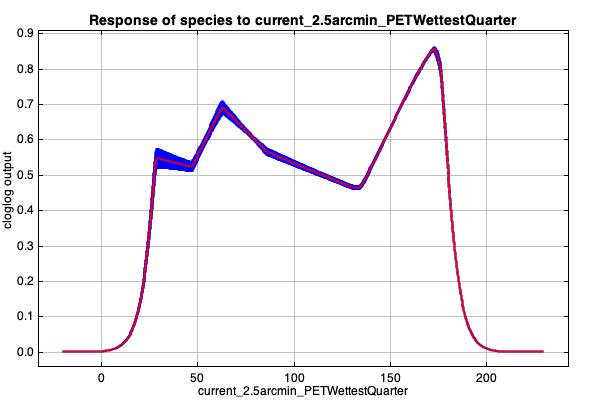 Response of species to current_2.5arcmin_PETWettestQuarter
0.9
0.8
0.7
0.6
0.5
0.4
0.3
0.2
0.1
0.0
cloglog output
0 50 100 150 200
current_2.5arcmin_PETWettestQuarter